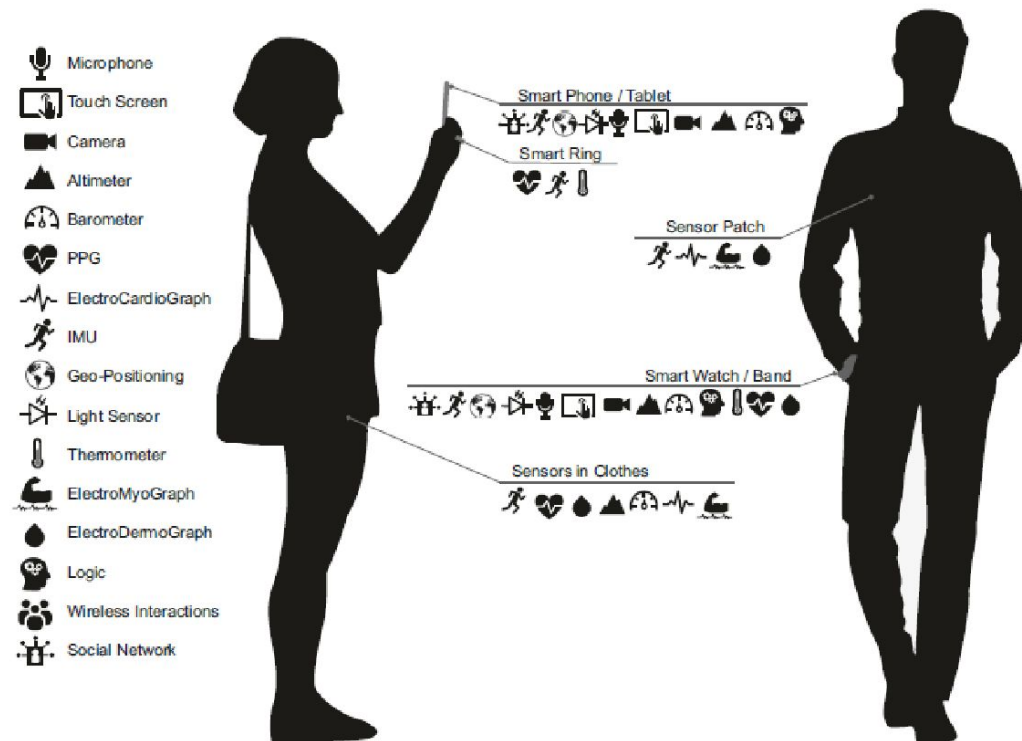 Microphone
Touch Screen
Camera
Altimeter
Barometer
PPG
ElectroCardioGraph
IMU
Geo-Positioning
Light Sensor
Thermometer
ElectroMyoGraph
ElectroDermoGraph
Logic
Wireless Interactions
Social Network
Smart Phone / Tablet
Smart Ring
Sensor Patch
Smart Watch / Band
Sensors in Clothes